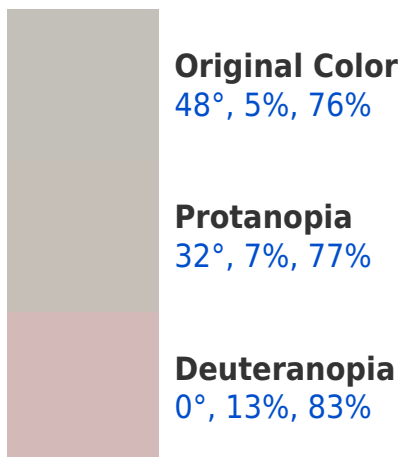 Original Color
48°, 5%, 76%
Protanopia
32°, 7%, 77%
Deuteranopia
0°, 13%, 83%